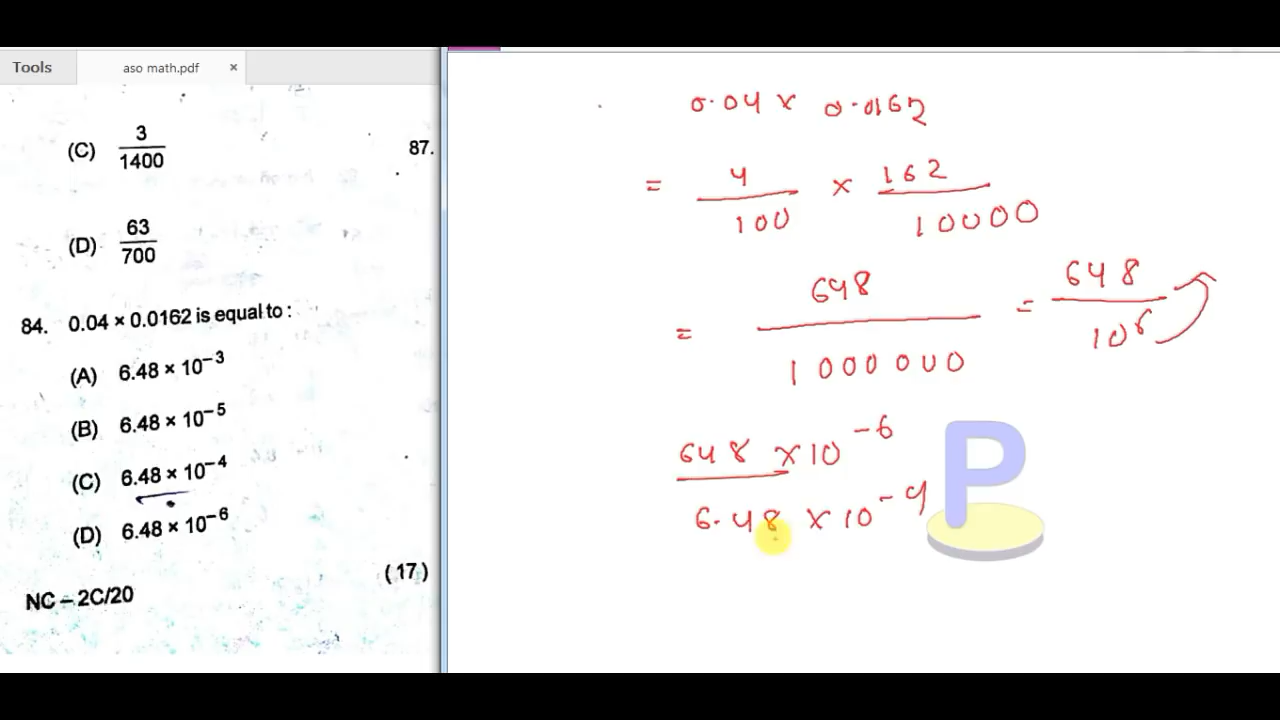 Tools
aso math.pdf ×
(C) 3/1400
87.
(D) 63/700
84. 0.04 × 0.0162 is equal to :
(A) 6.48 × 10⁻³
(B) 6.48 × 10⁻⁵
(C) 6.48 × 10⁻⁴
(D) 6.48 × 10⁻⁶
(17)
NC – 2C/20
0.04 × 0.0162
= 4/100 × 162/10000
= 648/1000000 = 648/10⁶
648 × 10⁻⁶
6.48 × 10⁻⁴
P